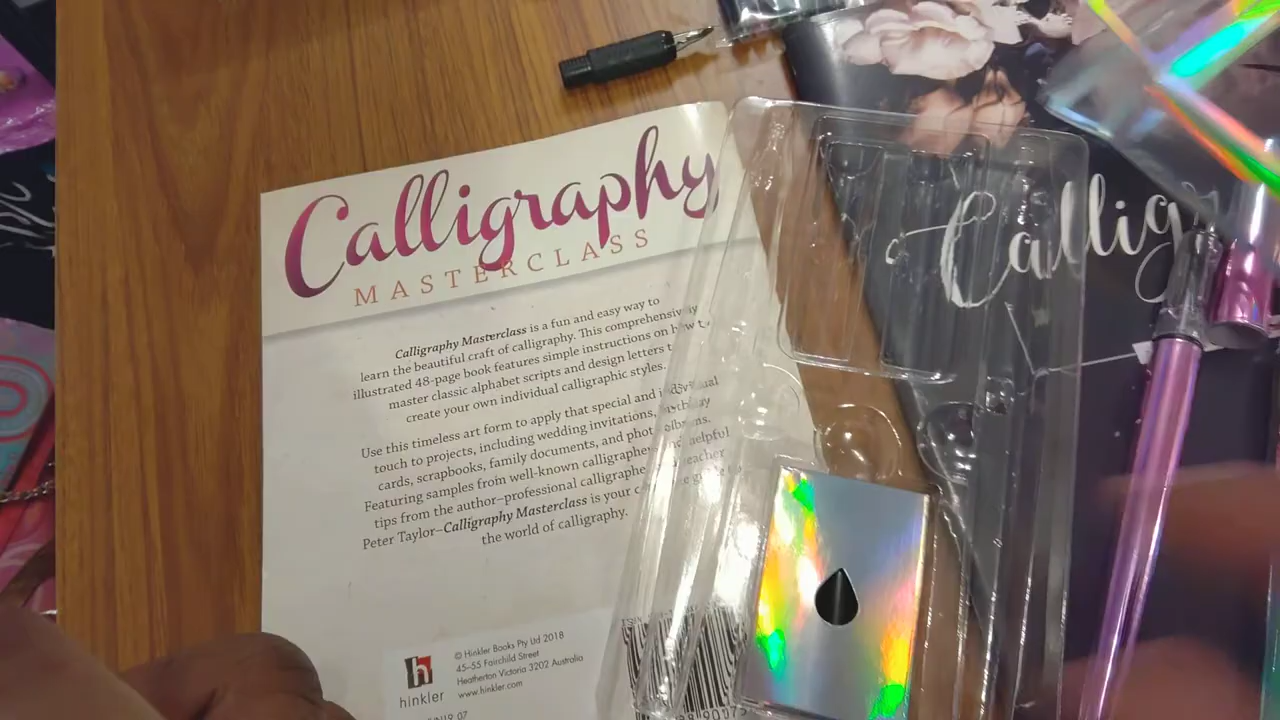 Calligraphy
MASTERCLASS
Calligraphy Masterclass is a fun and easy way to
learn the beautiful craft of calligraphy. This comprehensively
illustrated 48-page book features simple instructions on how to
master classic alphabet scripts and design letters t
create your own individual calligraphic styles.
Use this timeless art form to apply that special and individual
touch to projects, including wedding invitations, birthday
cards, scrapbooks, family documents, and photo albums.
Featuring samples from well-known calligraphers and helpful
tips from the author–professional calligrapher teacher
Peter Taylor–Calligraphy Masterclass is your c guide to
the world of calligraphy.
hinkler
© Hinkler Books Pty Ltd 2018
45–55 Fairchild Street
Heatherton Victoria 3202 Australia
www.hinkler.com
Callig